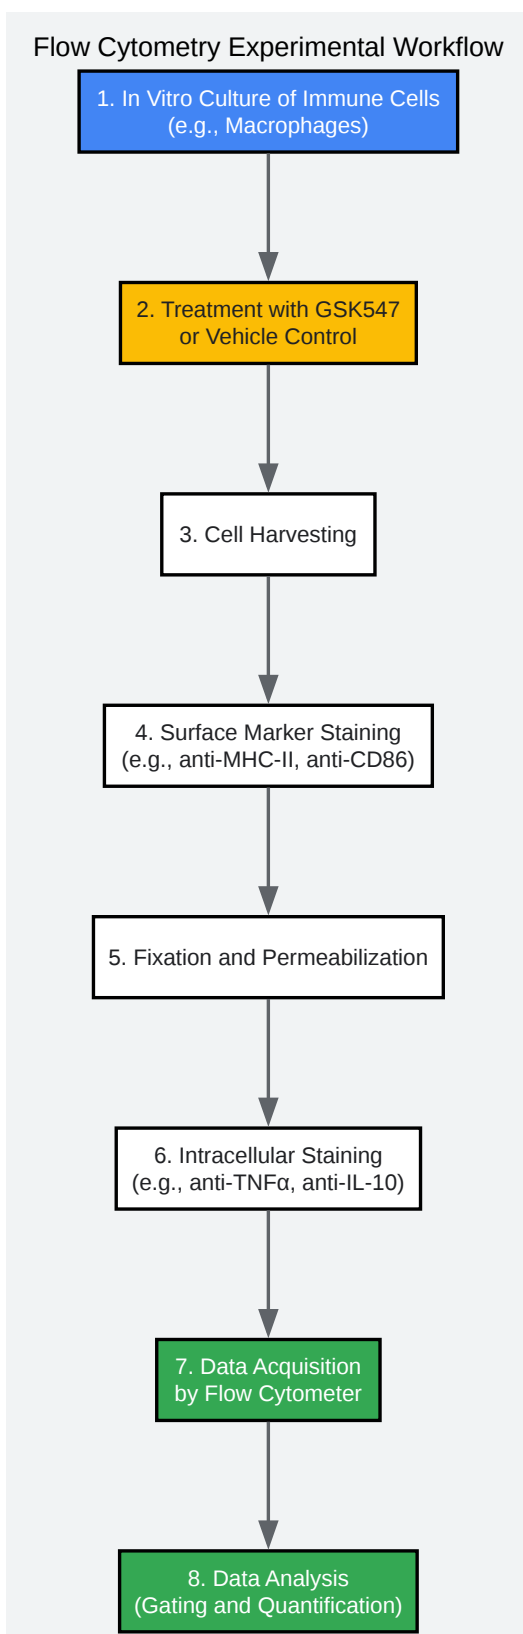 Flow Cytometry Experimental Workflow
1. In Vitro Culture of Immune Cells
(e.g., Macrophages)
2. Treatment with GSK547
or Vehicle Control
3. Cell Harvesting
4. Surface Marker Staining
(e.g., anti-MHC-II, anti-CD86)
5. Fixation and Permeabilization
6. Intracellular Staining
(e.g., anti-TNFα, anti-IL-10)
7. Data Acquisition
by Flow Cytometer
8. Data Analysis
(Gating and Quantification)